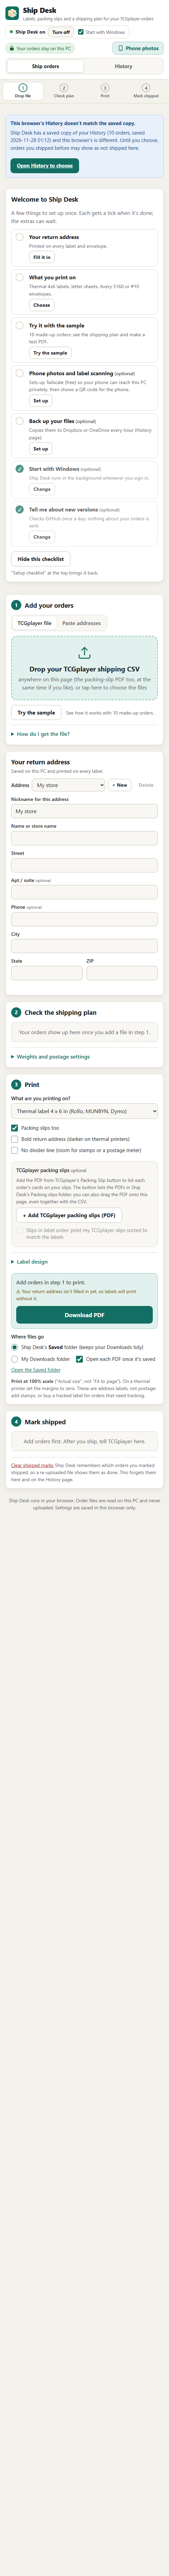 Ship Desk
Labels, packing slips and a shipping plan for your TCGplayer orders
Ship Desk on
Turn off
Start with Windows
Your orders stay on this PC
Phone photos
Ship orders
History
1
Drop file
2
Check plan
3
Print
4
Mark shipped
This browser's History doesn't match the saved copy.
Ship Desk has a saved copy of your History (10 orders, saved
2026-11-28 01:12) and this browser's is different. Until you choose,
orders you shipped before may show as not shipped here.
Open History to choose
Welcome to Ship Desk
A few things to set up once. Each gets a tick when it's done;
the extras can wait.
Your return address
Printed on every label and envelope.
Fill it in
What you print on
Thermal 4x6 labels, letter sheets, Avery 5160 or #10
envelopes.
Choose
Try it with the sample
10 made-up orders: see the shipping plan and make a
test PDF.
Try the sample
Phone photos and label scanning (optional)
Sets up Tailscale (free) so your phone can reach this PC
privately, then shows a QR code for the phone.
Set up
Back up your files (optional)
Copies them to Dropbox or OneDrive every hour (History
page).
Set up
Start with Windows (optional)
Ship Desk runs in the background whenever you sign in.
Change
Tell me about new versions (optional)
Checks GitHub once a day; nothing about your orders is
sent.
Change
Hide this checklist
"Setup checklist" at the top brings it back.
1 Add your orders
TCGplayer file
Paste addresses
Drop your TCGplayer shipping CSV
anywhere on this page (the packing-slip PDF too, at the
same time if you like), or tap here to choose the files
Try the sample
See how it works with 10 made-up orders.
How do I get the file?
Your return address
Saved on this PC and printed on every label.
Address
My store
+ New
Delete
Nickname for this address
My store
Name or store name
Street
Apt / suite optional
Phone optional
City
State
ZIP
2 Check the shipping plan
Your orders show up here once you add a file in step 1.
Weights and postage settings
3 Print
What are you printing on?
Thermal label 4 x 6 in (Rollo, MUNBYN, Dymo)
Packing slips too
Bold return address (darker on thermal printers)
No divider line (room for stamps or a postage meter)
TCGplayer packing slips optional
Add the PDF from TCGplayer's Packing Slip button to list each
order's cards on your slips. The button lists the PDFs in Ship
Desk's Packing slips folder; you can also drag the PDF onto this
page, even together with the CSV.
+ Add TCGplayer packing slips (PDF)
Slips in label order: print my TCGplayer slips sorted to
match the labels
Label design
Add orders in step 1 to print.
⚠ Your return address isn't filled in yet, so labels will print
without it.
Download PDF
Where files go
Ship Desk's Saved folder (keeps your Downloads tidy)
My Downloads folder
Open each PDF once it's saved
Open the Saved folder
Print at 100% scale ("Actual size", not "Fit to page"). On a thermal
printer set the margins to zero. These are address labels, not postage:
add stamps, or buy a tracked label for orders that need tracking.
4 Mark shipped
Add orders first. After you ship, tell TCGplayer here.
Clear shipped marks Ship Desk remembers which orders you marked
shipped, so a re-uploaded file shows them as done. This forgets them
here and on the History page.
Ship Desk runs in your browser. Order files are read on this PC and never
uploaded. Settings are saved in this browser only.